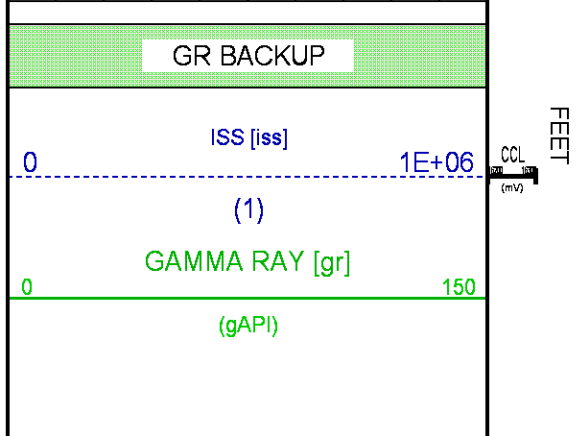 GR BACKUP
ISS [iss]
0 1E+06
(1)
GAMMA RAY [gr]
0 150
(gAPI)
CCL
(mV)
FEET